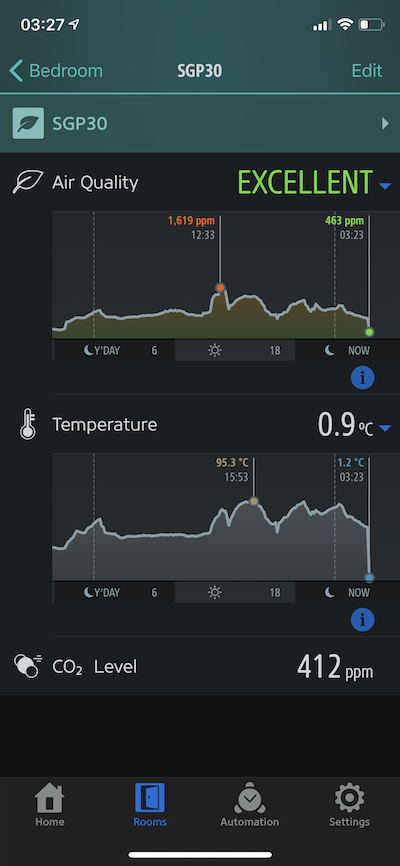 03:27
Bedroom SGP30 Edit
SGP30
Air Quality EXCELLENT
1,619 ppm 463 ppm
12:33 03:23
Y'DAY 6 18 NOW
i
Temperature 0.9 °C
95.3 °C 1.2 °C
15:53 03:23
Y'DAY 6 18 NOW
i
CO₂ Level 412 ppm
Home Rooms Automation Settings